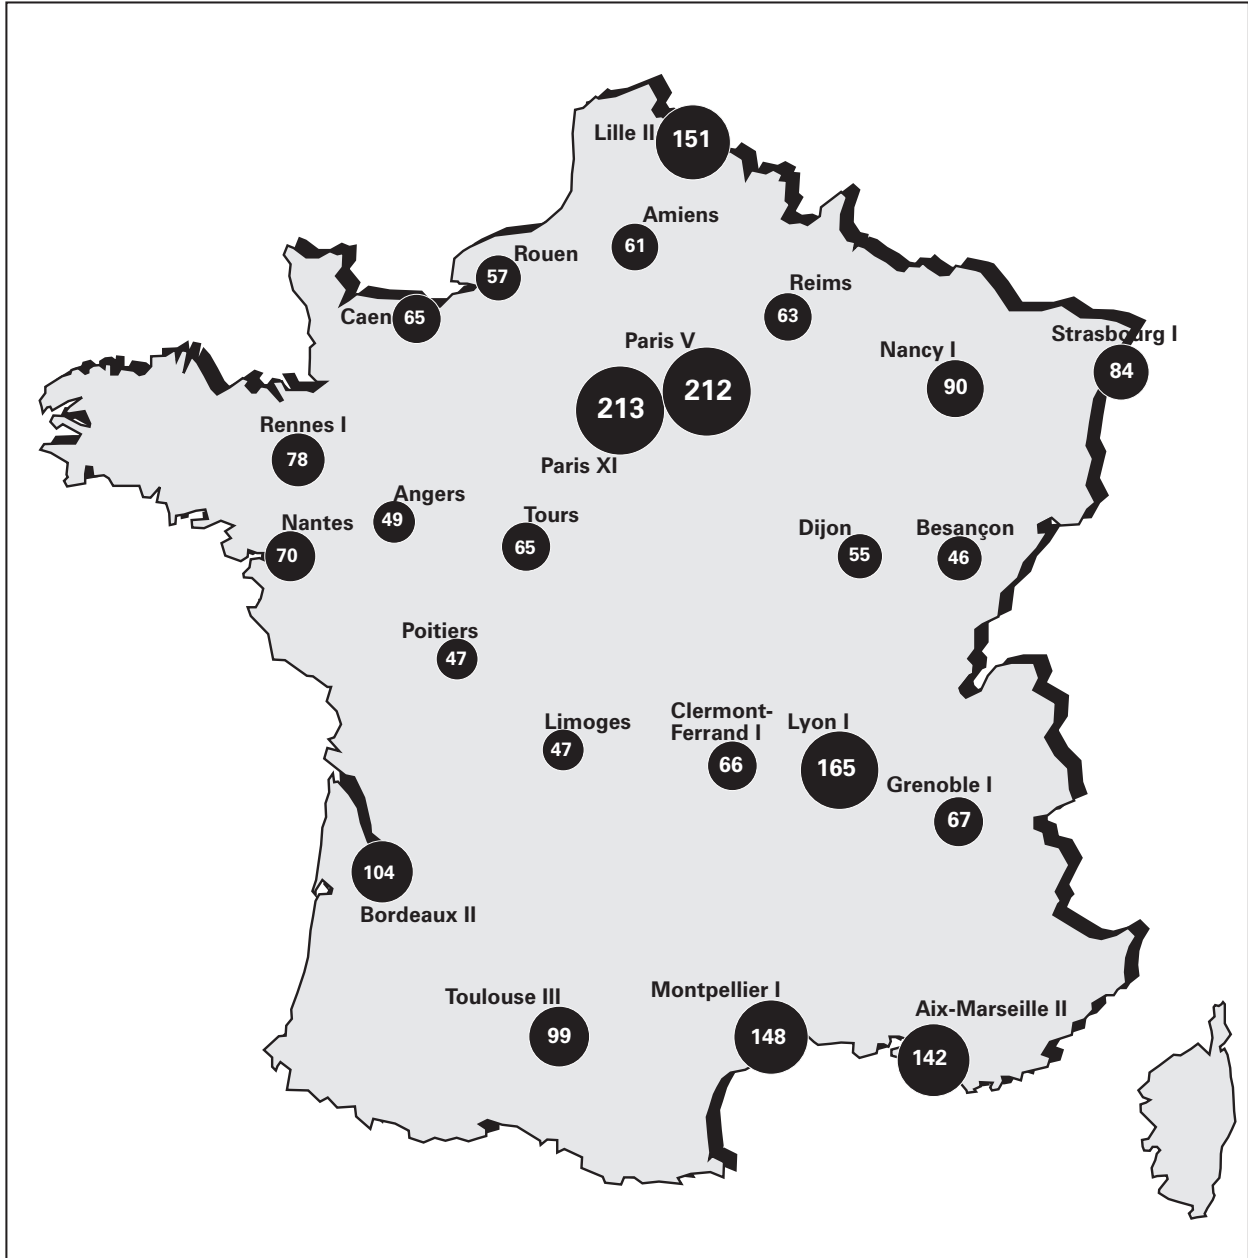 Lille II
151
Amiens
61
Rouen
57
Reims
63
Caen
65
Paris V
212
Strasbourg I
84
Nancy I
90
213
Paris XI
Rennes I
78
Angers
49
Nantes
70
Tours
65
Dijon
55
Besançon
46
Poitiers
47
Limoges
47
Clermont-
Ferrand I
66
Lyon I
165
Grenoble I
67
104
Bordeaux II
Toulouse III
99
Montpellier I
148
Aix-Marseille II
142